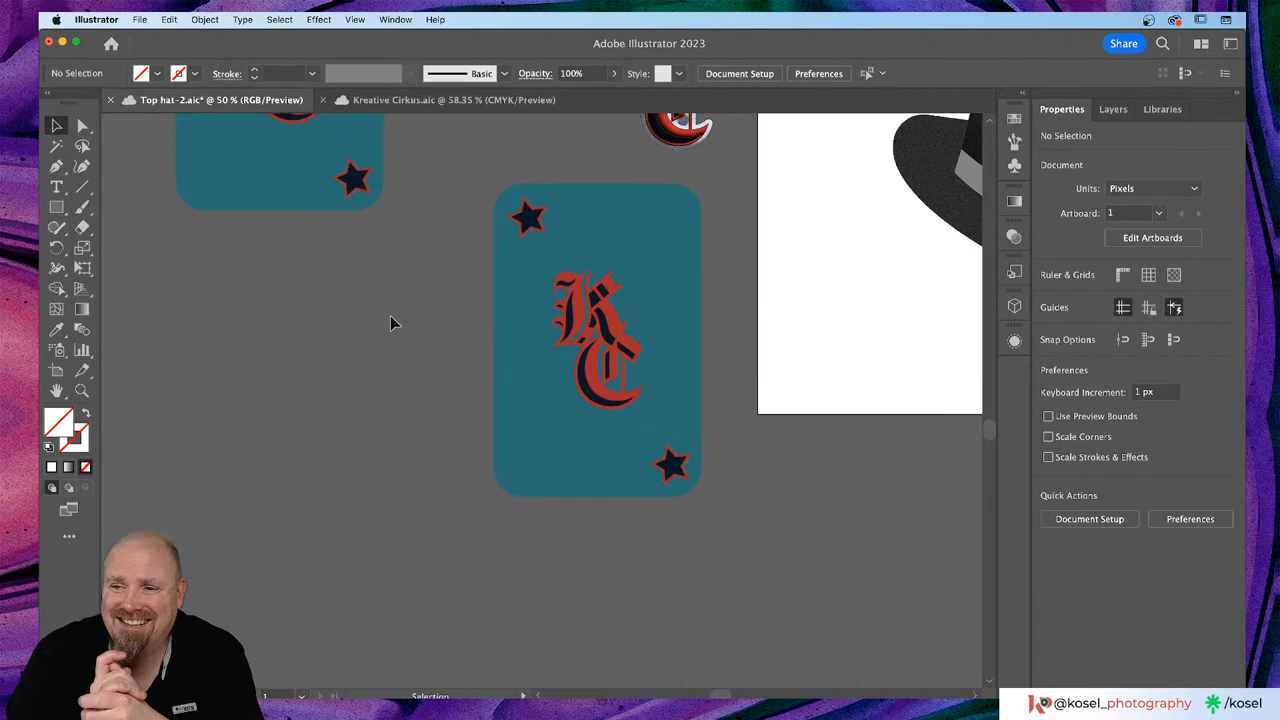 Illustrator File Edit Object Type Select Effect View Window Help
Adobe Illustrator 2023
Share
No Selection Stroke: Basic Opacity: 100% Style: Document Setup Preferences
Top hat-2.aic* @ 50 % (RGB/Preview) Kreative Cirkus.aic @ 58.35 % (CMYK/Preview)
Properties Layers Libraries
No Selection
Document
Units: Pixels
Artboard: 1
Edit Artboards
Ruler & Grids
Guides
Snap Options
Preferences
Keyboard Increment: 1 px
Use Preview Bounds
Scale Corners
Scale Strokes & Effects
Quick Actions
Document Setup Preferences
K
C
1 Selection
@kosel_photography /kosel